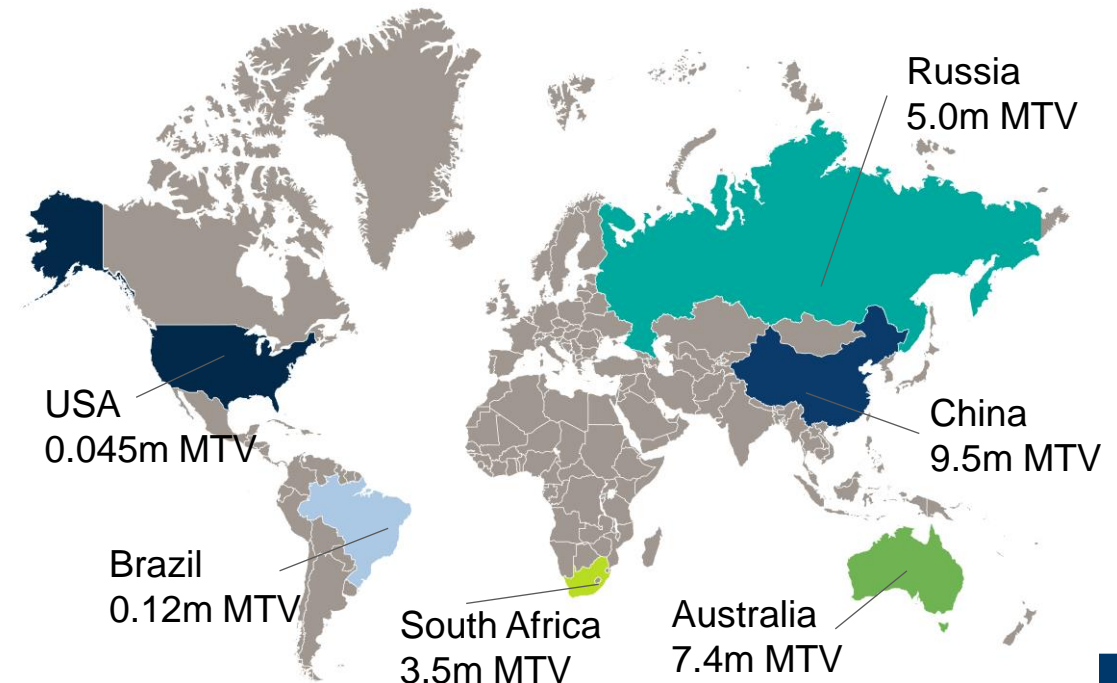 Russia
5.0m MTV
USA
0.045m MTV
China
9.5m MTV
Brazil
0.12m MTV
South Africa
3.5m MTV
Australia
7.4m MTV